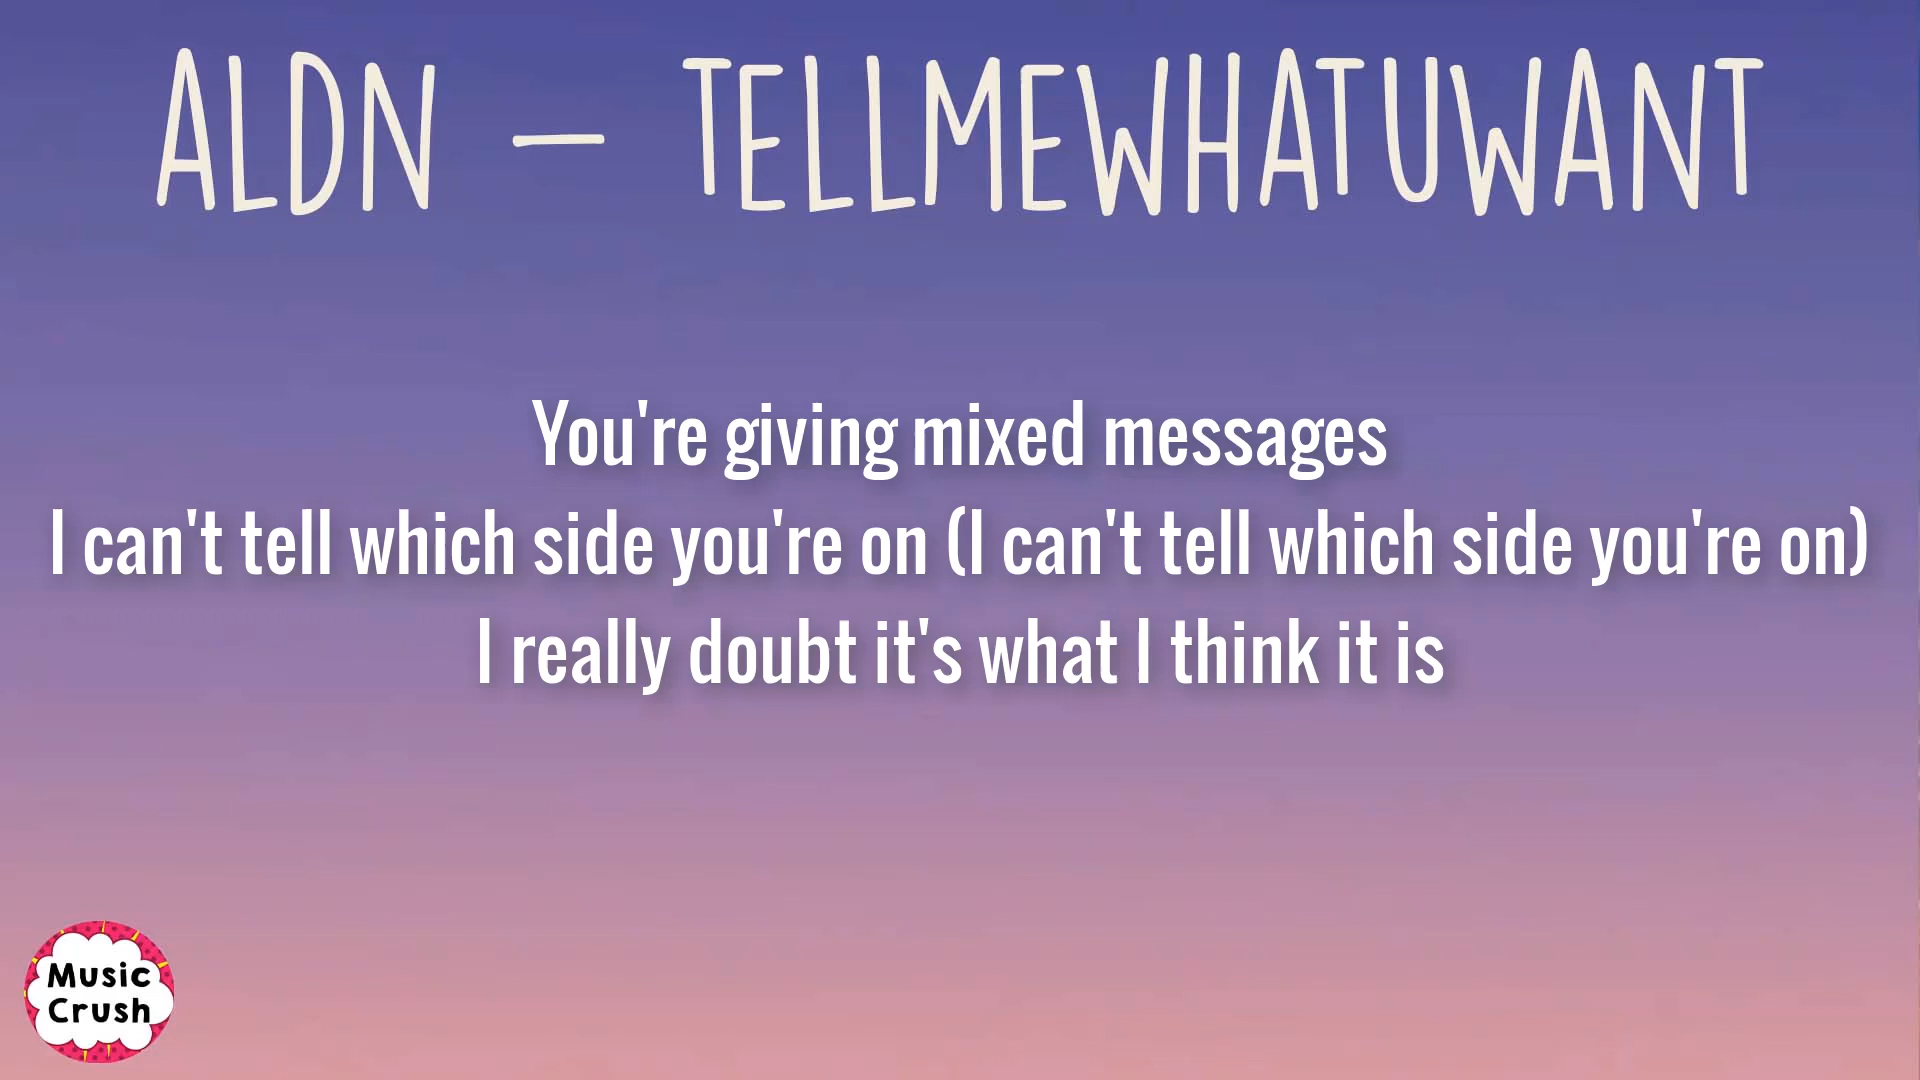 ALDN – TELLMEWHATUWANT
You're giving mixed messages
I can't tell which side you're on (I can't tell which side you're on)
I really doubt it's what I think it is
Music
Crush